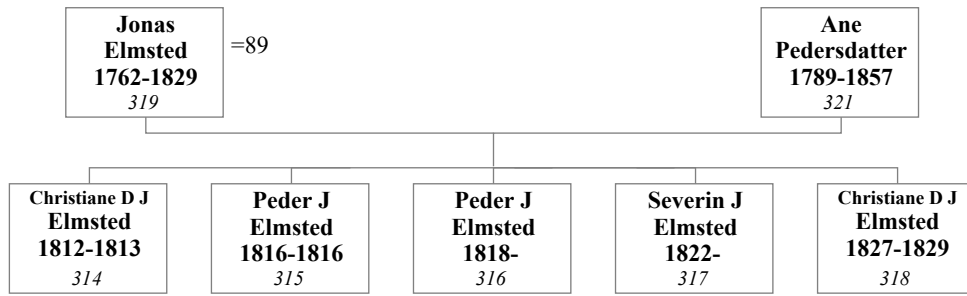 Jonas
Elmsted
1762-1829
319
=89
Ane
Pedersdatter
1789-1857
321
Christiane D J
Elmsted
1812-1813
314
Peder J
Elmsted
1816-1816
315
Peder J
Elmsted
1818-
316
Severin J
Elmsted
1822-
317
Christiane D J
Elmsted
1827-1829
318